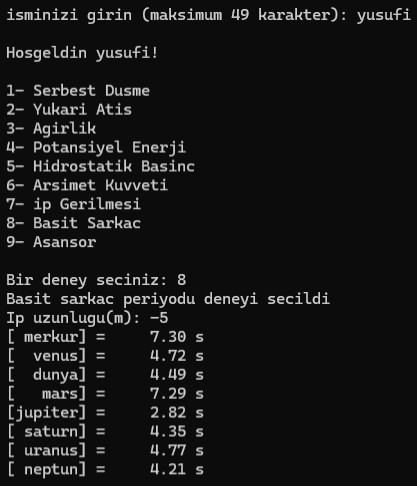 isminizi girin (maksimum 49 karakter): yusufi
Hosgeldin yusufi!
1- Serbest Dusme
2- Yukari Atis
3- Agirlik
4- Potansiyel Enerji
5- Hidrostatik Basinc
6- Arsimet Kuvveti
7- ip Gerilmesi
8- Basit Sarkac
9- Asansor
Bir deney seciniz: 8
Basit sarkac periyodu deneyi secildi
Ip uzunlugu(m): -5
[ merkur] =     7.30 s
[  venus] =     4.72 s
[  dunya] =     4.49 s
[   mars] =     7.29 s
[jupiter] =     2.82 s
[ saturn] =     4.35 s
[ uranus] =     4.77 s
[ neptun] =     4.21 s